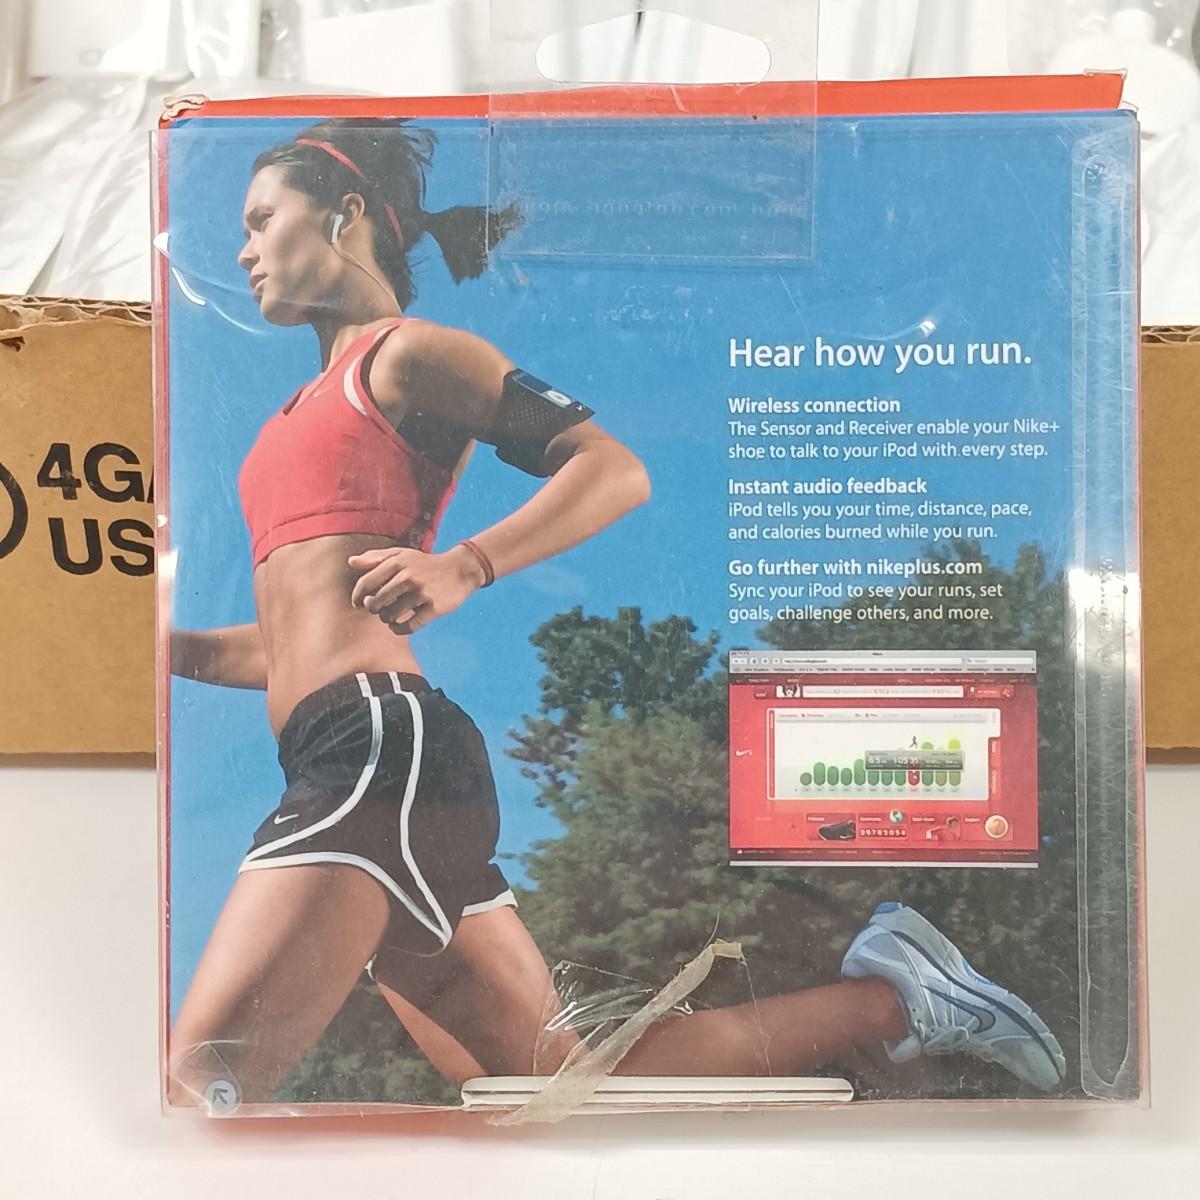 Hear how you run.
Wireless connection
The Sensor and Receiver enable your Nike+
shoe to talk to your iPod with every step.
Instant audio feedback
iPod tells you your time, distance, pace,
and calories burned while you run.
Go further with nikeplus.com
Sync your iPod to see your runs, set
goals, challenge others, and more.
4GA
US